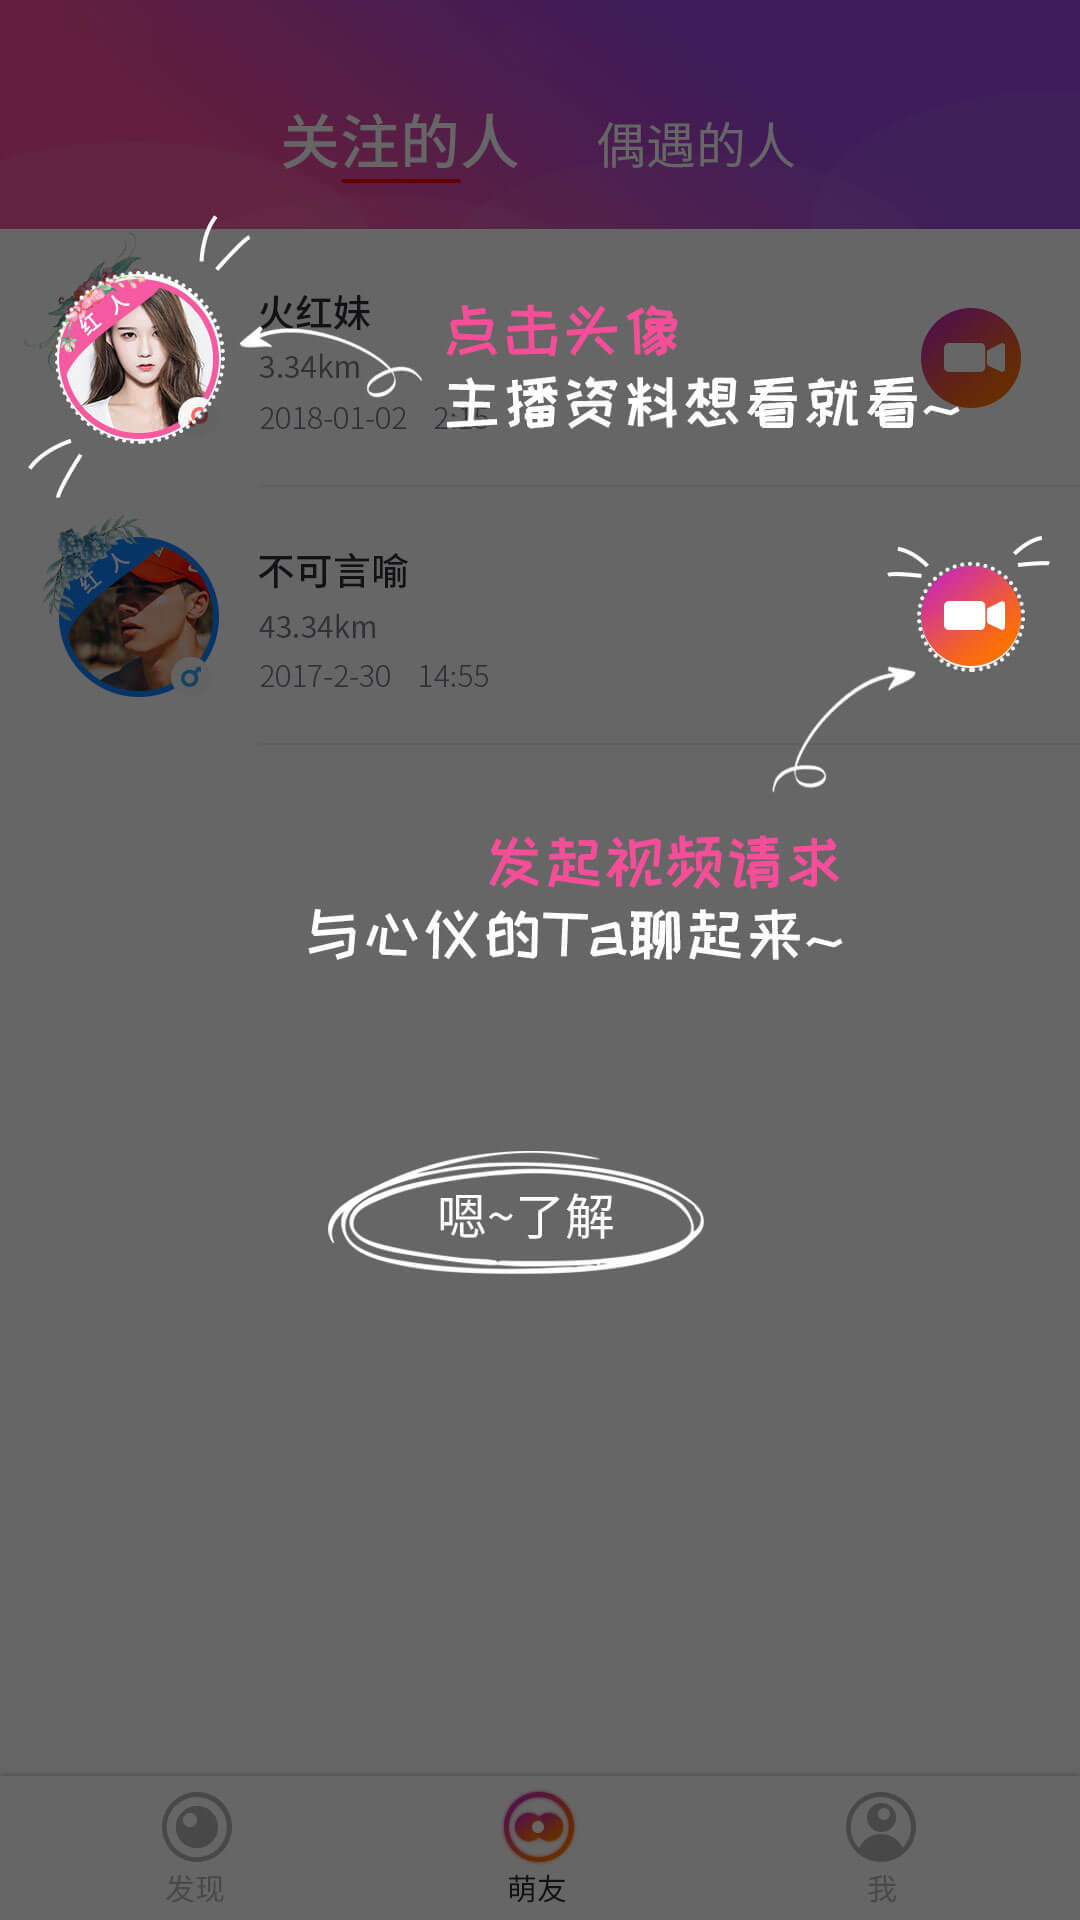 关注的人 偶遇的人
红人
火红妹
点击头像
3.34km
主播资料想看就看~
2018-01-02 2:15
红人
不可言喻
43.34km
2017-2-30 14:55
发起视频请求
与心仪的Ta聊起来~
嗯~了解
发现 萌友 我